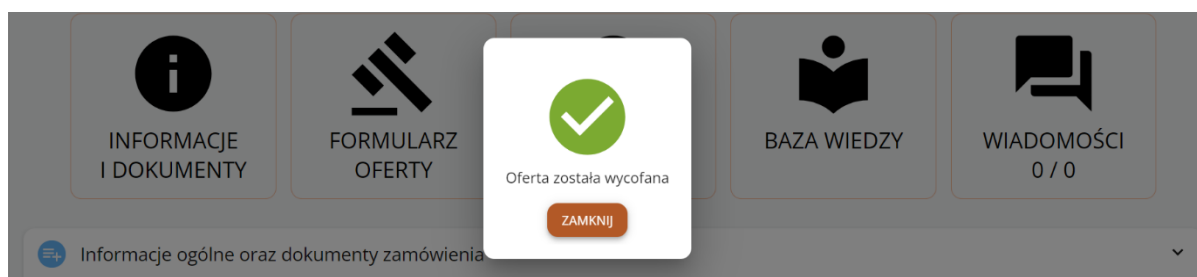 INFORMACJE
I DOKUMENTY
FORMULARZ
OFERTY
BAZA WIEDZY
WIADOMOŚCI
0 / 0
Oferta została wycofana
ZAMKNIJ
Informacje ogólne oraz dokumenty zamówienia